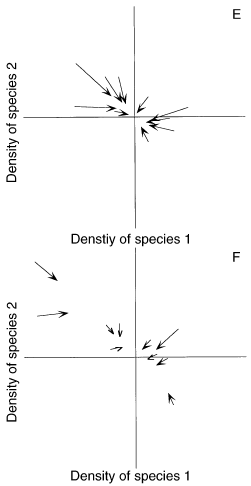 E
Density of species 2
Denstiy of species 1
F
Density of species 2
Density of species 1